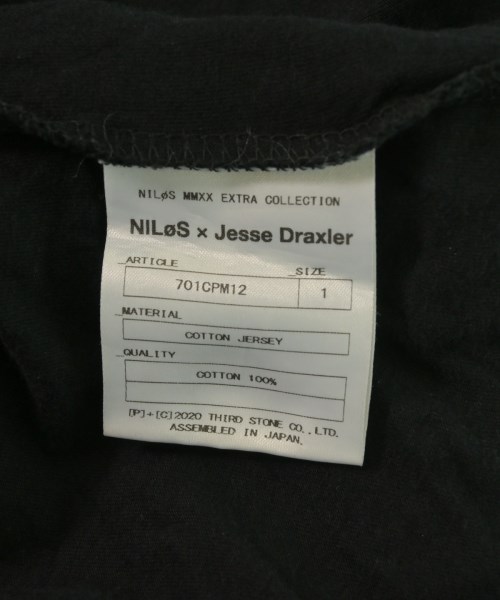 NILøS MMXX EXTRA COLLECTION
NILøS × Jesse Draxler
_ARTICLE _SIZE
701CPM12 1
_MATERIAL
COTTON JERSEY
_QUALITY
COTTON 100%
[P]+[C]2020 THIRD STONE CO.,LTD.
ASSEMBLED IN JAPAN.